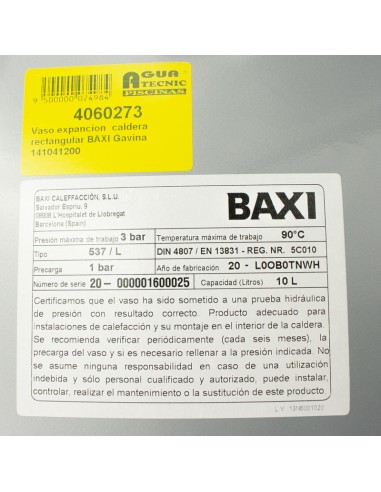 AGUA
TECNIC
PISCINAS
9 500000 024984
4060273
Vaso expancion caldera
rectangular BAXI Gavina
141041200
BAXI CALEFFACCIÓN, S.L.U.
Salvador Espriu, 9
08908 L'Hospitalet de Llobregat
Barcelona (Spain)
BAXI
Presión máxima de trabajo 3 bar Temperatura máxima de trabajo 90°C
Tipo 537 / L DIN 4807 / EN 13831 - REG. NR. 5C010
Precarga 1 bar Año de fabricación 20 - L0OB0TNWH
Número de serie 20- 000001600025 Capacidad (Litros) 10 L
Certificamos que el vaso ha sido sometido a una prueba hidráulica
de presión con resultado correcto. Producto adecuado para
instalaciones de calefacción y su montaje en el interior de la caldera.
Se recomienda verificar periódicamente (cada seis meses), la
precarga del vaso y si es necesario rellenar a la presión indicada. No
se asume ninguna responsabilidad en caso de una utilización
indebida y sólo personal cualificado y autorizado, puede instalar,
controlar, realizar el mantenimiento o la sustitución de este producto.